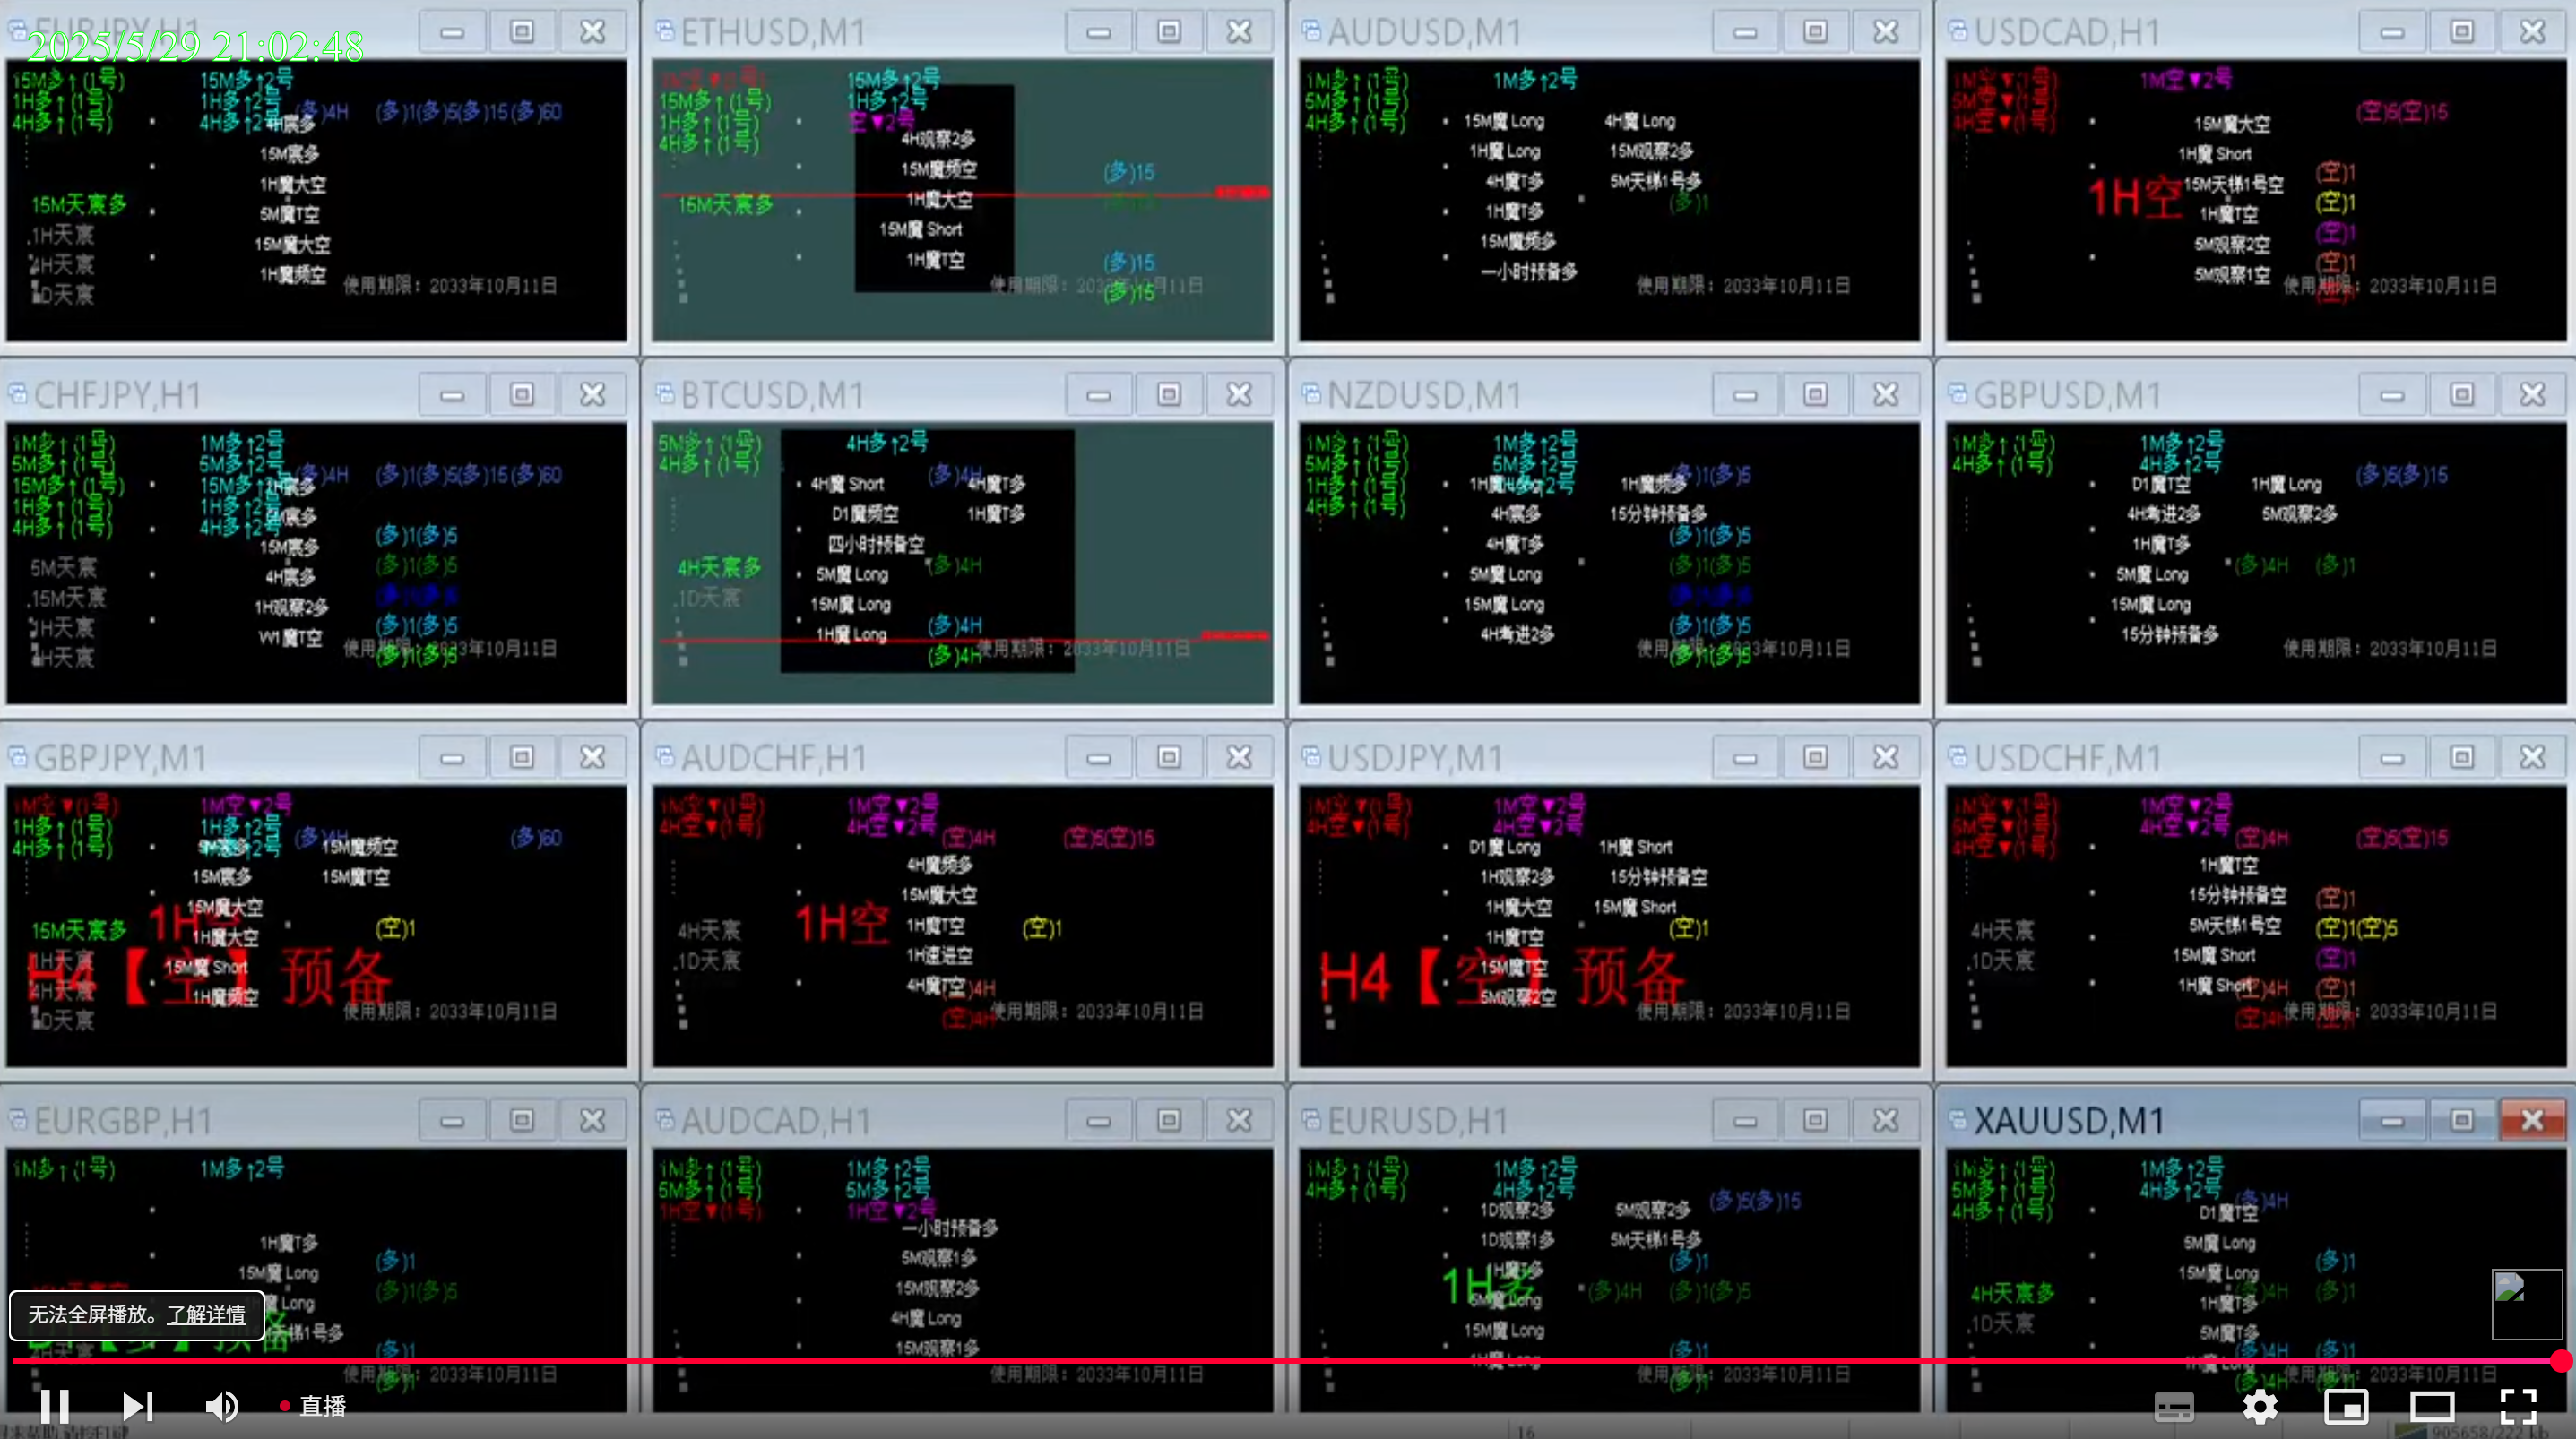 EURJPY,H1
2025/5/29 21:02:48
15M多↑(1号) 15M多↑2号
1H多↑(1号) 1H多↑2号 (多)4H (多)1(多)5(多)15(多)60
4H多↑(1号) 4H多↑2号
15M宸多
1H魔大空
15M天宸多 5M魔T空
1H天宸 15M魔大空
4H天宸 1H魔频空
D天宸 使用期限：2033年10月11日
ETHUSD,M1
15M多↑2号
15M多↑(1号) 1H多↑2号
1H多↑(1号) 空▼2号
4H多↑(1号) 4H观察2多
15M魔频空 (多)15
15M天宸多 1H魔大空
15M魔 Short
1H魔T空 (多)15
使用期限：2033年10月11日
(多)15
AUDUSD,M1
1M多↑(1号) 1M多↑2号
5M多↑(1号)
4H多↑(1号) 15M魔 Long 4H魔 Long
1H魔 Long 15M观察2多
4H魔T多 5M天梯1号多
1H魔T多 (多)1
15M魔频多
一小时预备多 使用期限：2033年10月11日
USDCAD,H1
1M空▼(1号) 1M空▼2号
5M空▼(1号) (空)5(空)15
4H空▼(1号) 15M魔大空
1H魔 Short
15M天梯1号空 (空)1
1H空 1H魔T空 (空)1
5M观察2空 (空)1
5M观察1空 (空)1
使用期限：2033年10月11日
CHFJPY,H1
1M多↑(1号) 1M多↑2号
5M多↑(1号) 5M多↑2号 (多)4H (多)1(多)5(多)15(多)60
15M多↑(1号) 15M多↑2号
1H多↑(1号) 1H多↑2号
4H多↑(1号) 4H多↑2号 (多)1(多)5
15M宸多
5M天宸 4H宸多 (多)1(多)5
15M天宸 1H观察2多
1H天宸 W1魔T空 (多)1(多)5
4H天宸 (多)1(多)5 使用期限：2033年10月11日
BTCUSD,M1
5M多↑(1号) 4H多↑2号
4H多↑(1号) 4H魔 Short (多)4H 4H魔T多
D1魔频空 1H魔T多
四小时预备空
4H天宸多 5M魔 Long (多)4H
1D天宸 15M魔 Long
1H魔 Long (多)4H
(多)4H 使用期限：2033年10月11日
NZDUSD,M1
1M多↑(1号) 1M多↑2号
5M多↑(1号) 5M多↑2号 (多)1(多)5
1H多↑(1号) 1H魔频多
4H多↑(1号) 4H宸多 15分钟预备多
4H魔T多 (多)1(多)5
5M魔 Long (多)1(多)5
15M魔 Long
4H考进2多 (多)1(多)5
(多)1(多)5 使用期限：2033年10月11日
GBPUSD,M1
1M多↑(1号) 1M多↑2号
4H多↑(1号) 4H多↑2号 (多)5(多)15
D1魔T空 1H魔 Long
4H考进2多 5M观察2多
1H魔T多
5M魔 Long (多)4H (多)1
15M魔 Long
15分钟预备多 使用期限：2033年10月11日
GBPJPY,M1
1M空▼(1号) 1M空▼2号
1H多↑(1号) 1H多↑2号 (多)4H (多)60
4H多↑(1号) 15M魔频空
15M宸多 15M魔T空
15M魔大空
15M天宸多 1H魔大空 (空)1
1H天宸 15M魔 Short
H4【空】预备
4H天宸 1H魔频空
D天宸 使用期限：2033年10月11日
AUDCHF,H1
1M空▼(1号) 1M空▼2号
4H空▼(1号) 4H空▼2号 (空)4H (空)5(空)15
4H魔频多
15M魔大空
4H天宸 1H空 1H魔T空 (空)1
1D天宸 1H速进空
4H魔T空 (空)4H
(空)4H 使用期限：2033年10月11日
USDJPY,M1
1M空▼(1号) 1M空▼2号
4H空▼(1号) 4H空▼2号
D1魔 Long 1H魔 Short
1H观察2多 15分钟预备空
1H魔大空 15M魔 Short
1H魔T空 (空)1
H4【空】预备
15M魔T空
5M观察2空 使用期限：2033年10月11日
USDCHF,M1
1M空▼(1号) 1M空▼2号
5M空▼(1号) 4H空▼2号 (空)4H (空)5(空)15
4H空▼(1号) 1H魔T空
15分钟预备空 (空)1
4H天宸 5M天梯1号空 (空)1(空)5
1D天宸 15M魔 Short (空)1
1H魔 Short (空)4H (空)1
(空)4H 使用期限：2033年10月11日
EURGBP,H1
1M多↑(1号) 1M多↑2号
1H魔T多 (多)1
15M魔 Long (多)1(多)5
魔 Long
天梯1号多
4H天宸 (多)1
(多)1 使用期限：2033年10月11日
AUDCAD,H1
1M多↑(1号) 1M多↑2号
5M多↑(1号) 5M多↑2号
1H空▼(1号) 1H空▼2号
一小时预备多
5M观察1多
15M观察2多
4H魔 Long
15M观察1多
使用期限：2033年10月11日
EURUSD,H1
1M多↑(1号) 1M多↑2号
4H多↑(1号) 4H多↑2号 (多)5(多)15
1D观察2多 5M观察2多
1D观察1多 5M天梯1号多
1H魔T多 (多)1
1H多 5M魔 Long (多)4H (多)1(多)5
15M魔 Long
1H魔 Long (多)1
使用期限：2033年10月11日
XAUUSD,M1
1M多↑(1号) 1M多↑2号
5M多↑(1号) 4H多↑2号 (多)4H
4H多↑(1号) D1魔T空
5M魔 Long
15M魔 Long (多)1
4H天宸多 1H魔T多 (多)4H (多)1
1D天宸 5M魔T多
1H魔 Long (多)4H (多)1
(多)4H 使用期限：2033年10月11日
无法全屏播放。了解详情
直播
16
905658/222 kb